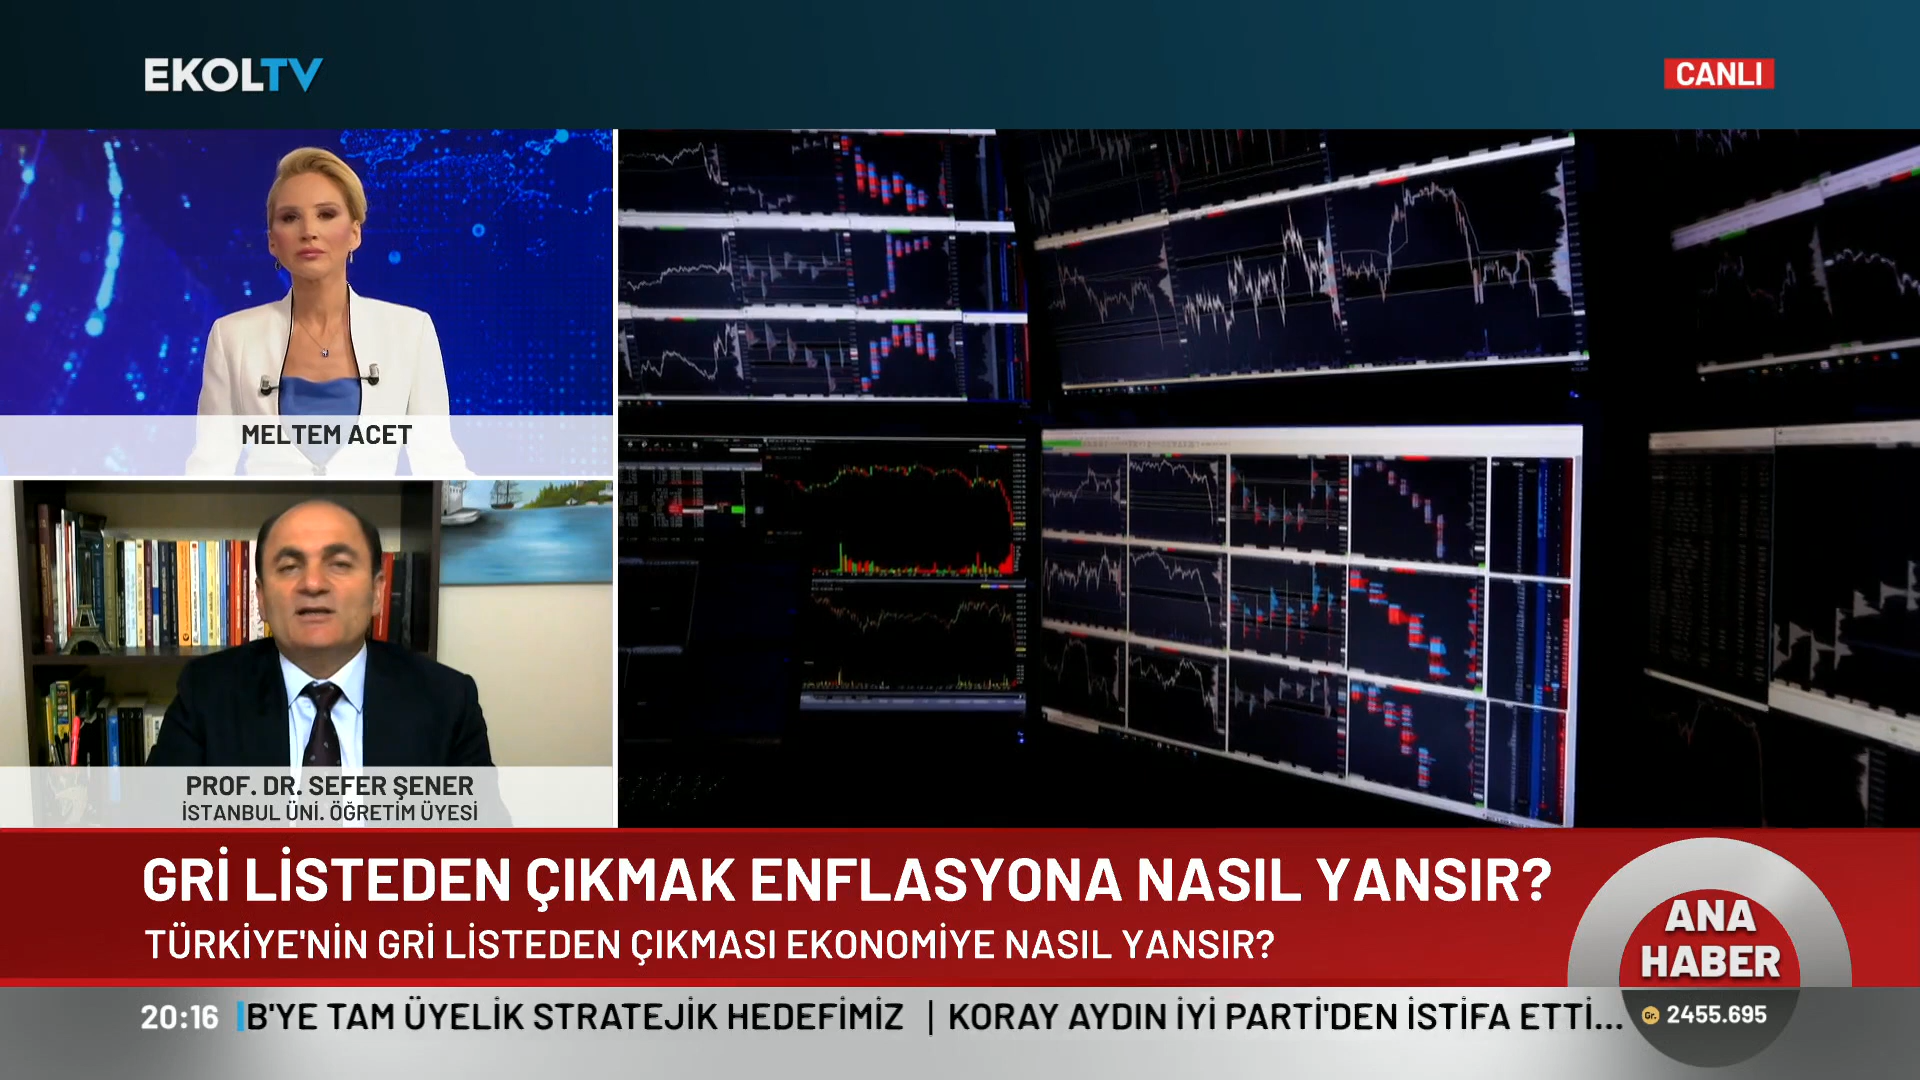 EKOLTV
CANLI
MELTEM ACET
PROF. DR. SEFER ŞENER
İSTANBUL ÜNİ. ÖĞRETİM ÜYESİ
GRİ LİSTEDEN ÇIKMAK ENFLASYONA NASIL YANSIR?
TÜRKİYE'NİN GRİ LİSTEDEN ÇIKMASI EKONOMİYE NASIL YANSIR?
ANA
HABER
20:16 B'YE TAM ÜYELİK STRATEJİK HEDEFİMİZ | KORAY AYDIN İYİ PARTİ'DEN İSTİFA ETTİ...
Gr. 2455.695